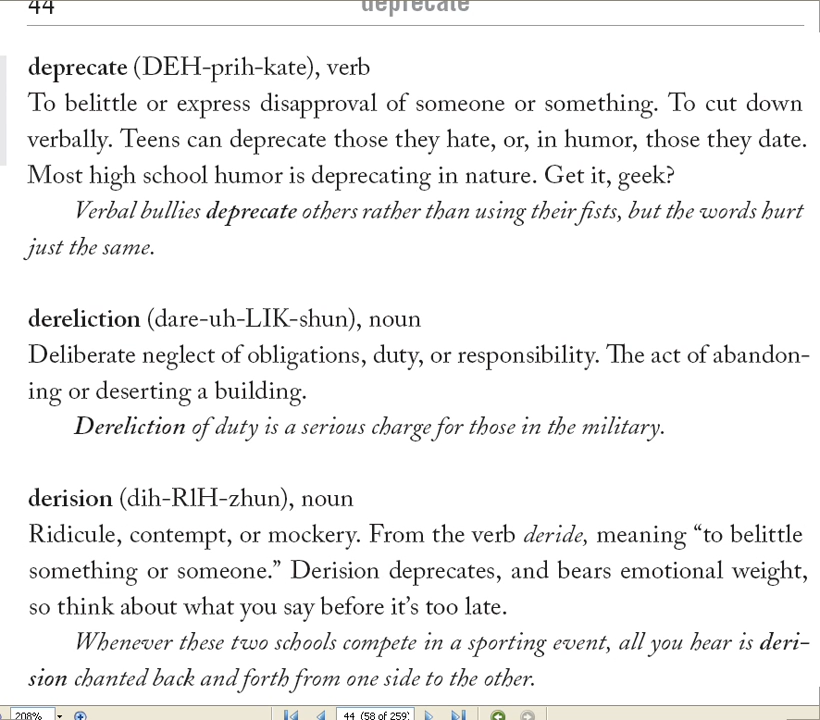 44 deprecate
deprecate (DEH-prih-kate), verb
To belittle or express disapproval of someone or something. To cut down
verbally. Teens can deprecate those they hate, or, in humor, those they date.
Most high school humor is deprecating in nature. Get it, geek?
Verbal bullies deprecate others rather than using their fists, but the words hurt
just the same.
dereliction (dare-uh-LIK-shun), noun
Deliberate neglect of obligations, duty, or responsibility. The act of abandon-
ing or deserting a building.
Dereliction of duty is a serious charge for those in the military.
derision (dih-RlH-zhun), noun
Ridicule, contempt, or mockery. From the verb deride, meaning “to belittle
something or someone.” Derision deprecates, and bears emotional weight,
so think about what you say before it’s too late.
Whenever these two schools compete in a sporting event, all you hear is deri-
sion chanted back and forth from one side to the other.
208% 44 (58 of 259)